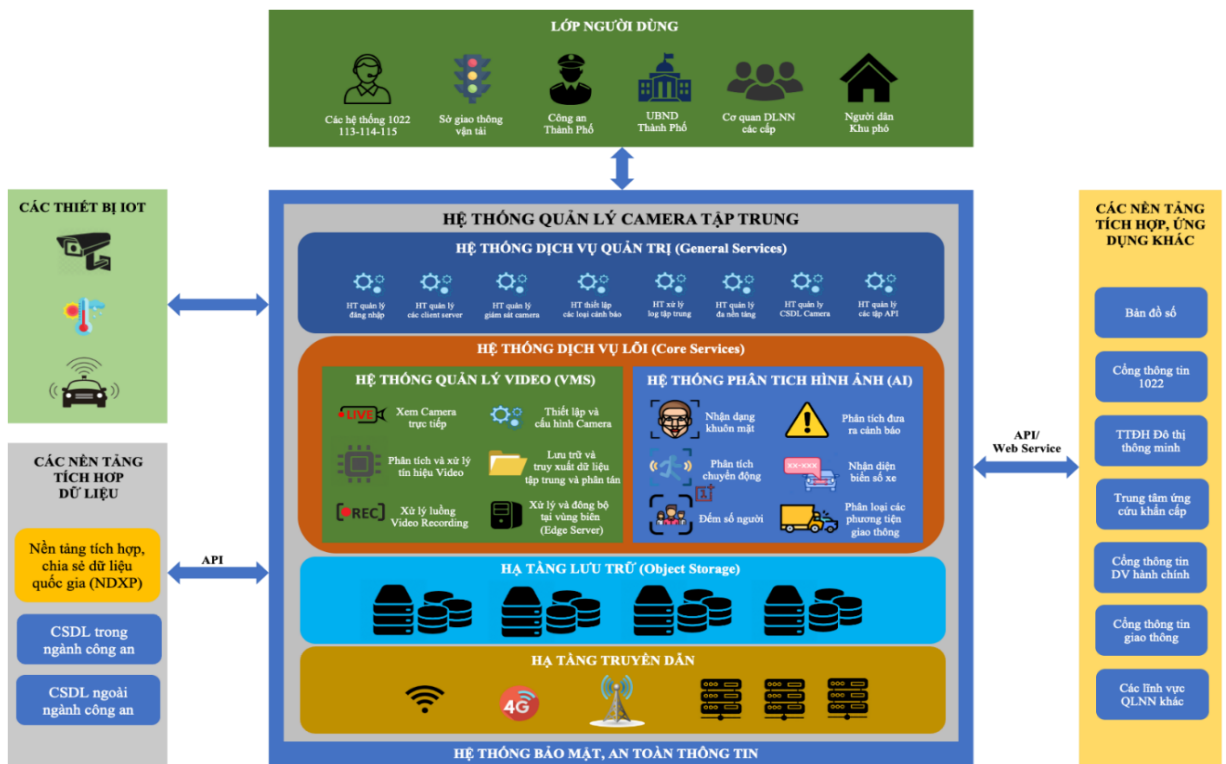 LỚP NGƯỜI DÙNG
Các hệ thống 1022
113-114-115
Sở giao thông
vận tải
Công an
Thành Phố
UBND
Thành Phố
Cơ quan DLNN
các cấp
Người dân
Khu phố
CÁC THIẾT BỊ IOT
CÁC NỀN TẢNG
TÍCH HỢP
DỮ LIỆU
Nền tảng tích hợp,
chia sẻ dữ liệu
quốc gia (NDXP)
CSDL trong
ngành công an
CSDL ngoài
ngành công an
API
HỆ THỐNG QUẢN LÝ CAMERA TẬP TRUNG
HỆ THỐNG DỊCH VỤ QUẢN TRỊ (General Services)
HT quản lý
đăng nhập
HT quản lý
các client server
HT quản lý
giám sát camera
HT thiết lập
các loại cảnh báo
HT xử lý
log tập trung
HT quản lý
đa nền tảng
HT quản lý
CSDL Camera
HT quản lý
các tập API
HỆ THỐNG DỊCH VỤ LÕI (Core Services)
HỆ THỐNG QUẢN LÝ VIDEO (VMS)
LIVE
Xem Camera
trực tiếp
Thiết lập và
cấu hình Camera
Phân tích và xử lý
tín hiệu Video
Lưu trữ và
truy xuất dữ liệu
tập trung và phân tán
REC
Xử lý luồng
Video Recording
Xử lý và đồng bộ
tại vùng biên
(Edge Server)
HỆ THỐNG PHÂN TÍCH HÌNH ẢNH (AI)
Nhận dạng
khuôn mặt
Phân tích đưa
ra cảnh báo
Phân tích
chuyển động
XX-XXX
Nhận diện
biển số xe
Đếm số người
Phân loại các
phương tiện
giao thông
HẠ TẦNG LƯU TRỮ (Object Storage)
HẠ TẦNG TRUYỀN DẪN
4G
HỆ THỐNG BẢO MẬT, AN TOÀN THÔNG TIN
API/
Web Service
CÁC NỀN TẢNG
TÍCH HỢP, ỨNG
DỤNG KHÁC
Bản đồ số
Cổng thông tin
1022
TTĐH Đô thị
thông minh
Trung tâm ứng
cứu khẩn cấp
Cổng thông tin
DV hành chính
Cổng thông tin
giao thông
Các lĩnh vực
QLNN khác